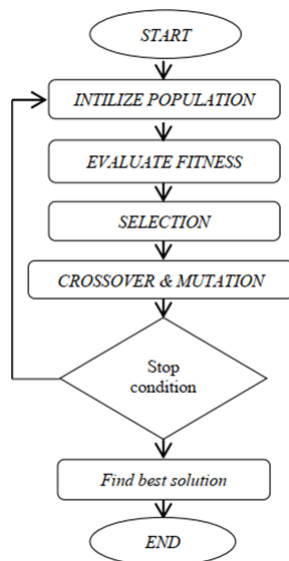 START
INTILIZE POPULATION
EVALUATE FITNESS
SELECTION
CROSSOVER & MUTATION
Stop
condition
Find best solution
END